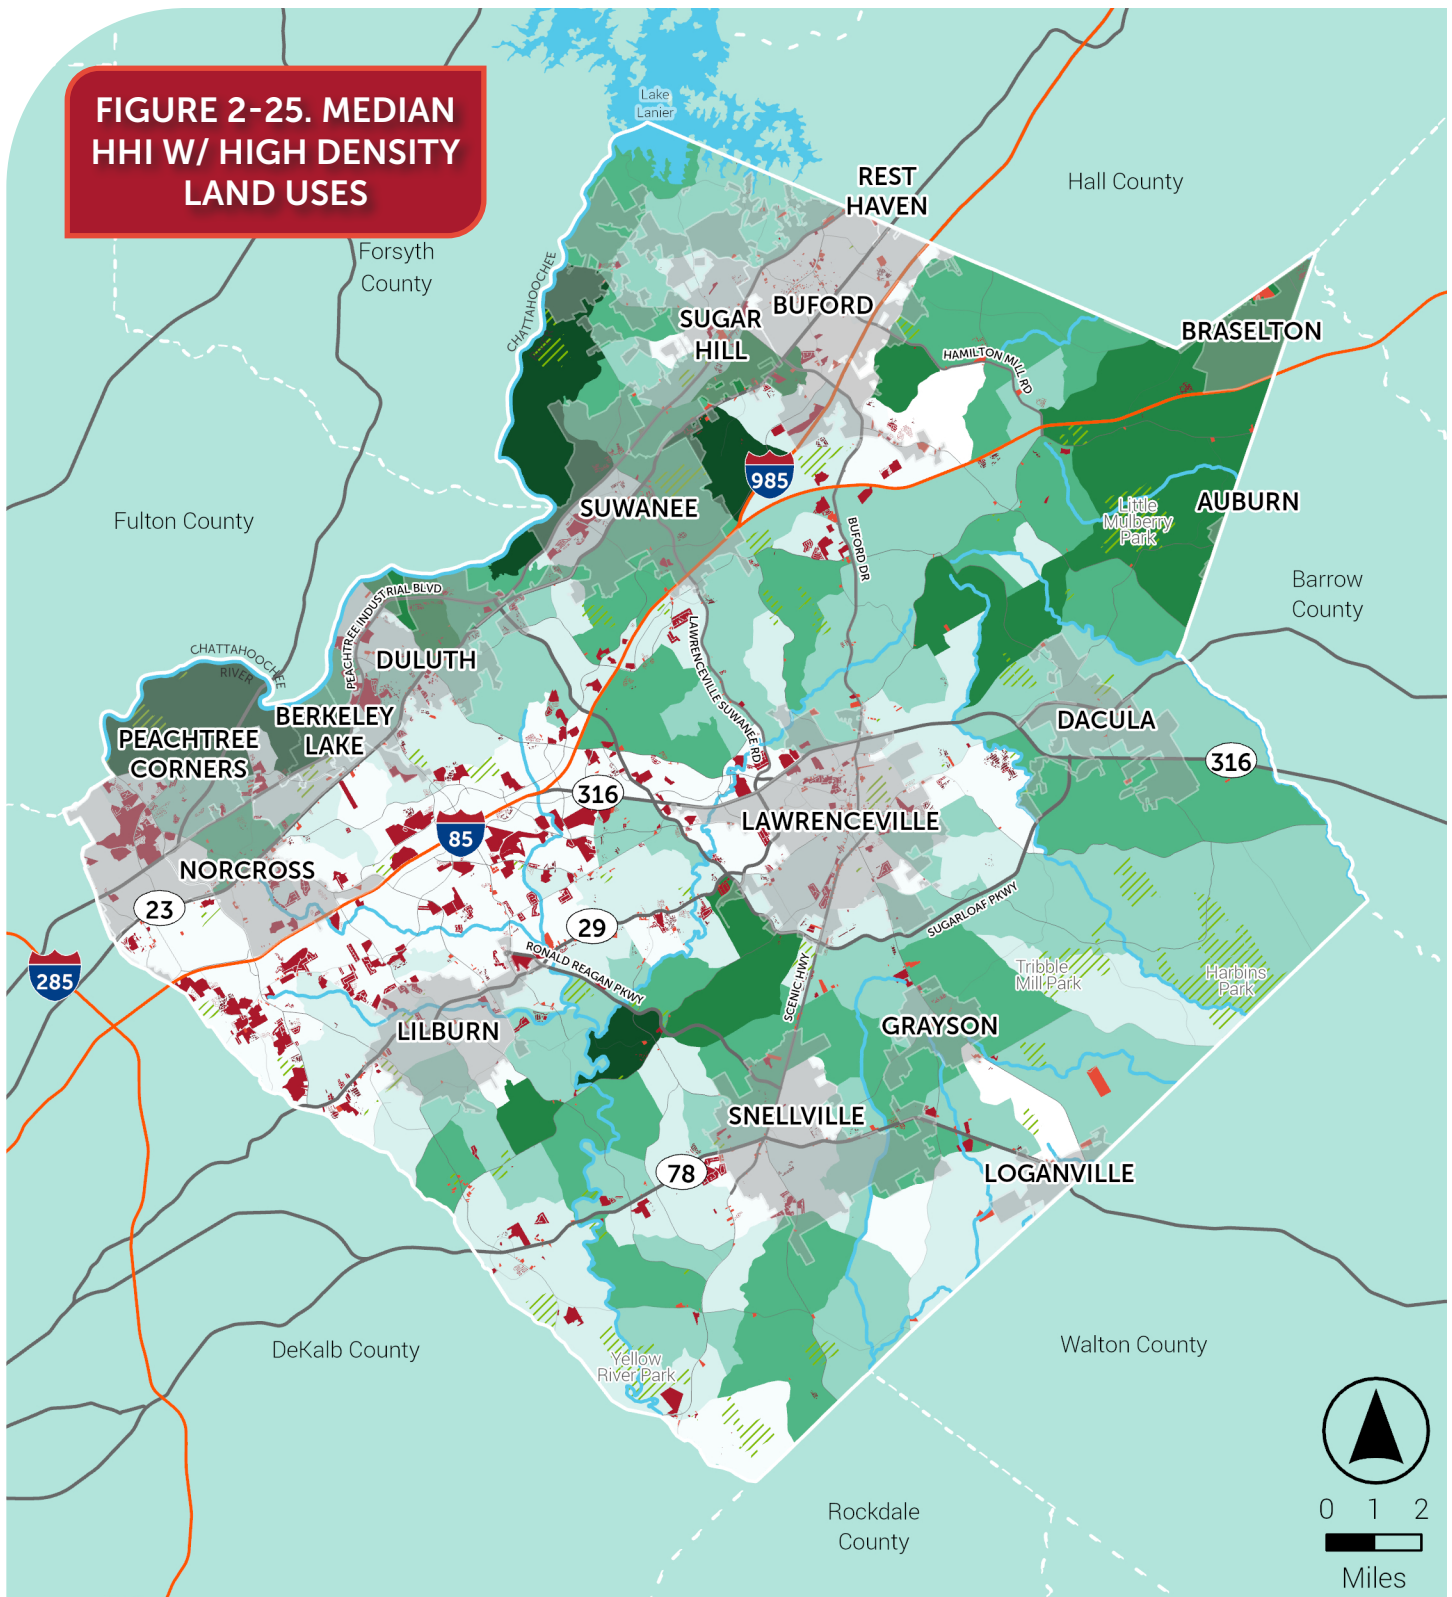 FIGURE 2-25. MEDIAN
HHI W/ HIGH DENSITY
LAND USES
Lake
Lanier
REST
HAVEN
Hall County
Forsyth
County
CHATTAHOOCHEE
BUFORD
SUGAR
HILL
BRASELTON
HAMILTON MILL RD
985
SUWANEE
AUBURN
Little
Mulberry
Park
Fulton County
BUFORD DR
Barrow
County
PEACHTREE INDUSTRIAL BLVD
LAWRENCEVILLE SUWANEE RD
CHATTAHOOCHEE
RIVER
DULUTH
BERKELEY
LAKE
PEACHTREE
CORNERS
DACULA
316
316
85
LAWRENCEVILLE
NORCROSS
23
29
SUGARLOAF PKWY
RONALD REAGAN PKWY
285
SCENIC HWY
Tribble
Mill Park
Harbins
Park
LILBURN
GRAYSON
SNELLVILLE
78
LOGANVILLE
DeKalb County
Yellow
River Park
Walton County
Rockdale
County
0 1 2
Miles